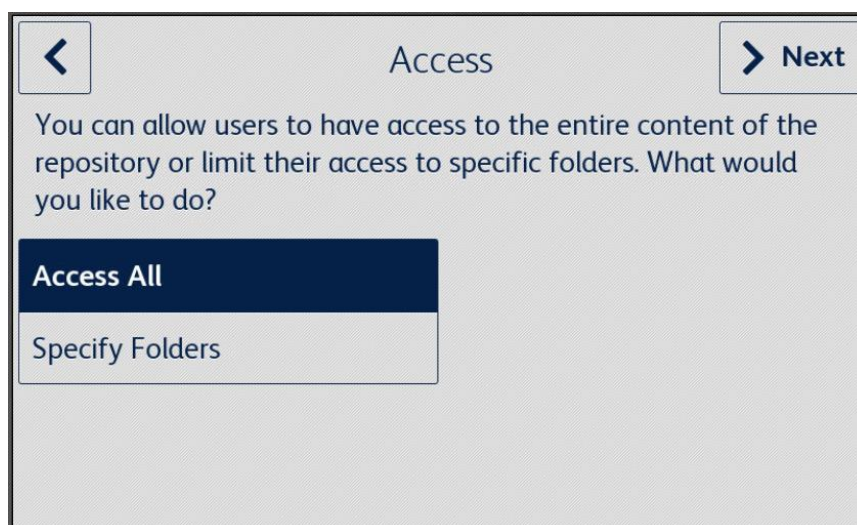 Access
Next
You can allow users to have access to the entire content of the
repository or limit their access to specific folders. What would
you like to do?
Access All
Specify Folders